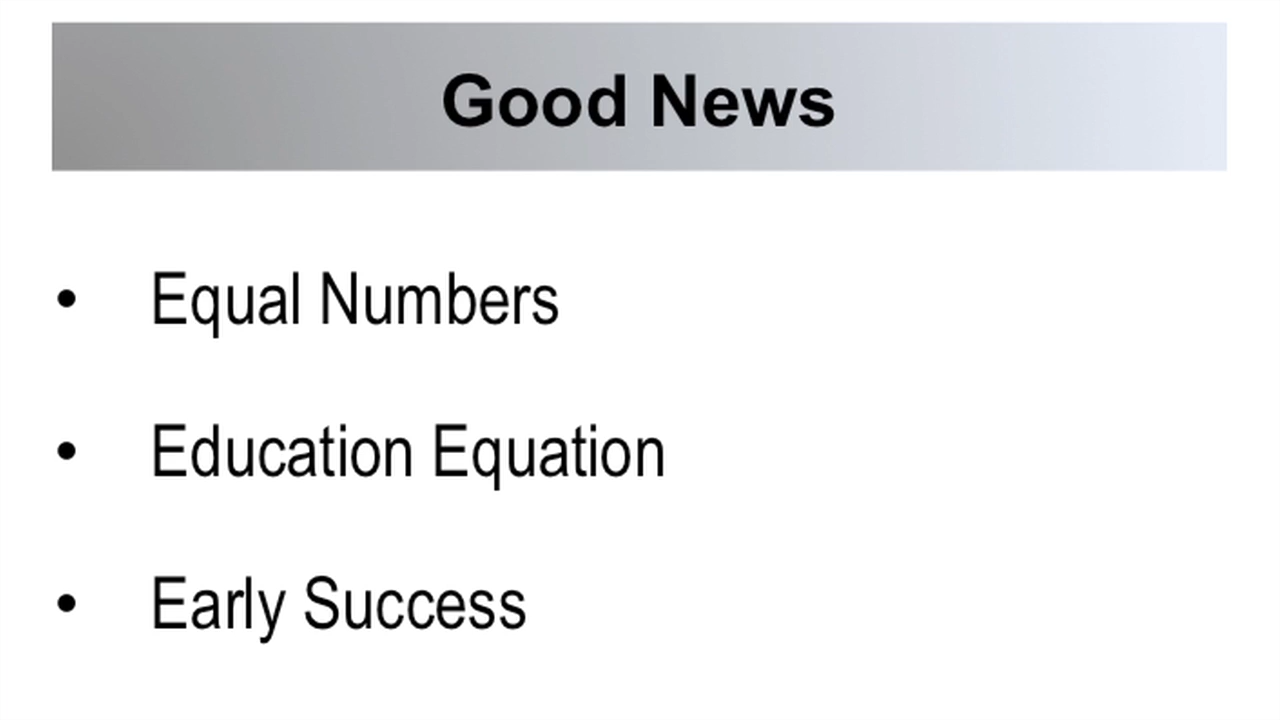 Good News
• Equal Numbers
• Education Equation
• Early Success